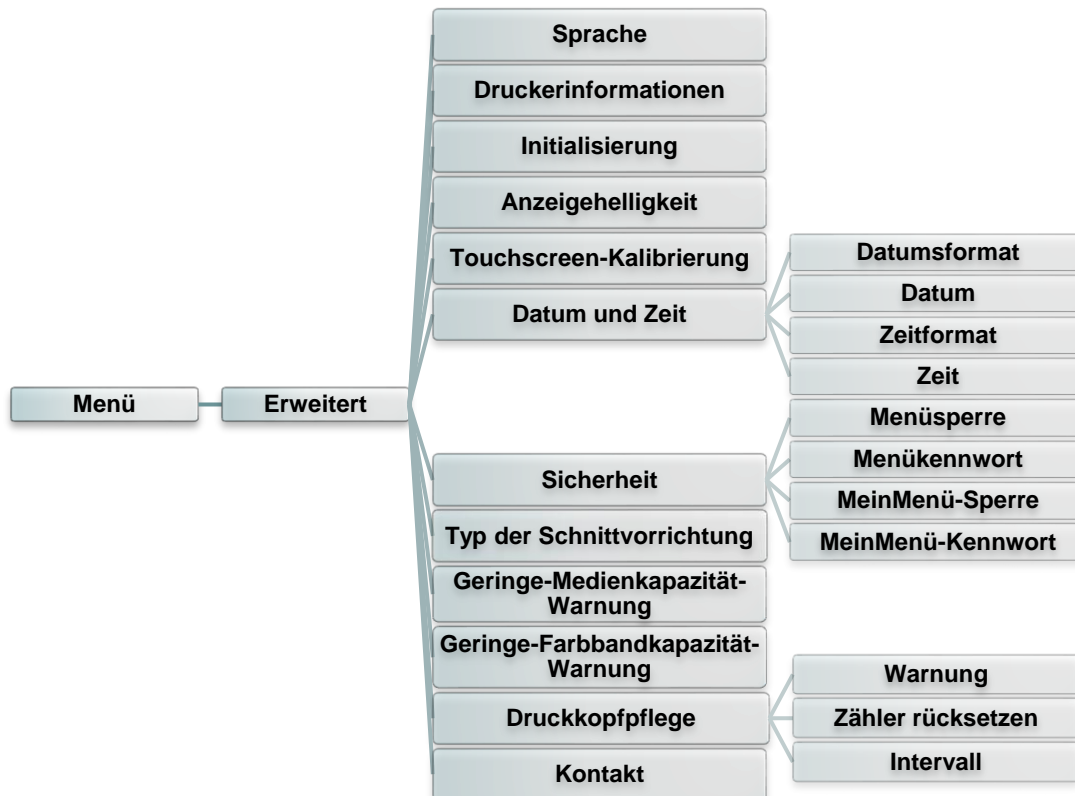 Menü
Erweitert
Sprache
Druckerinformationen
Initialisierung
Anzeigehelligkeit
Touchscreen-Kalibrierung
Datum und Zeit
Datumsformat
Datum
Zeitformat
Zeit
Sicherheit
Menüsperre
Menükennwort
MeinMenü-Sperre
MeinMenü-Kennwort
Typ der Schnittvorrichtung
Geringe-Medienkapazität-
Warnung
Geringe-Farbbandkapazität-
Warnung
Druckkopfpflege
Warnung
Zähler rücksetzen
Intervall
Kontakt